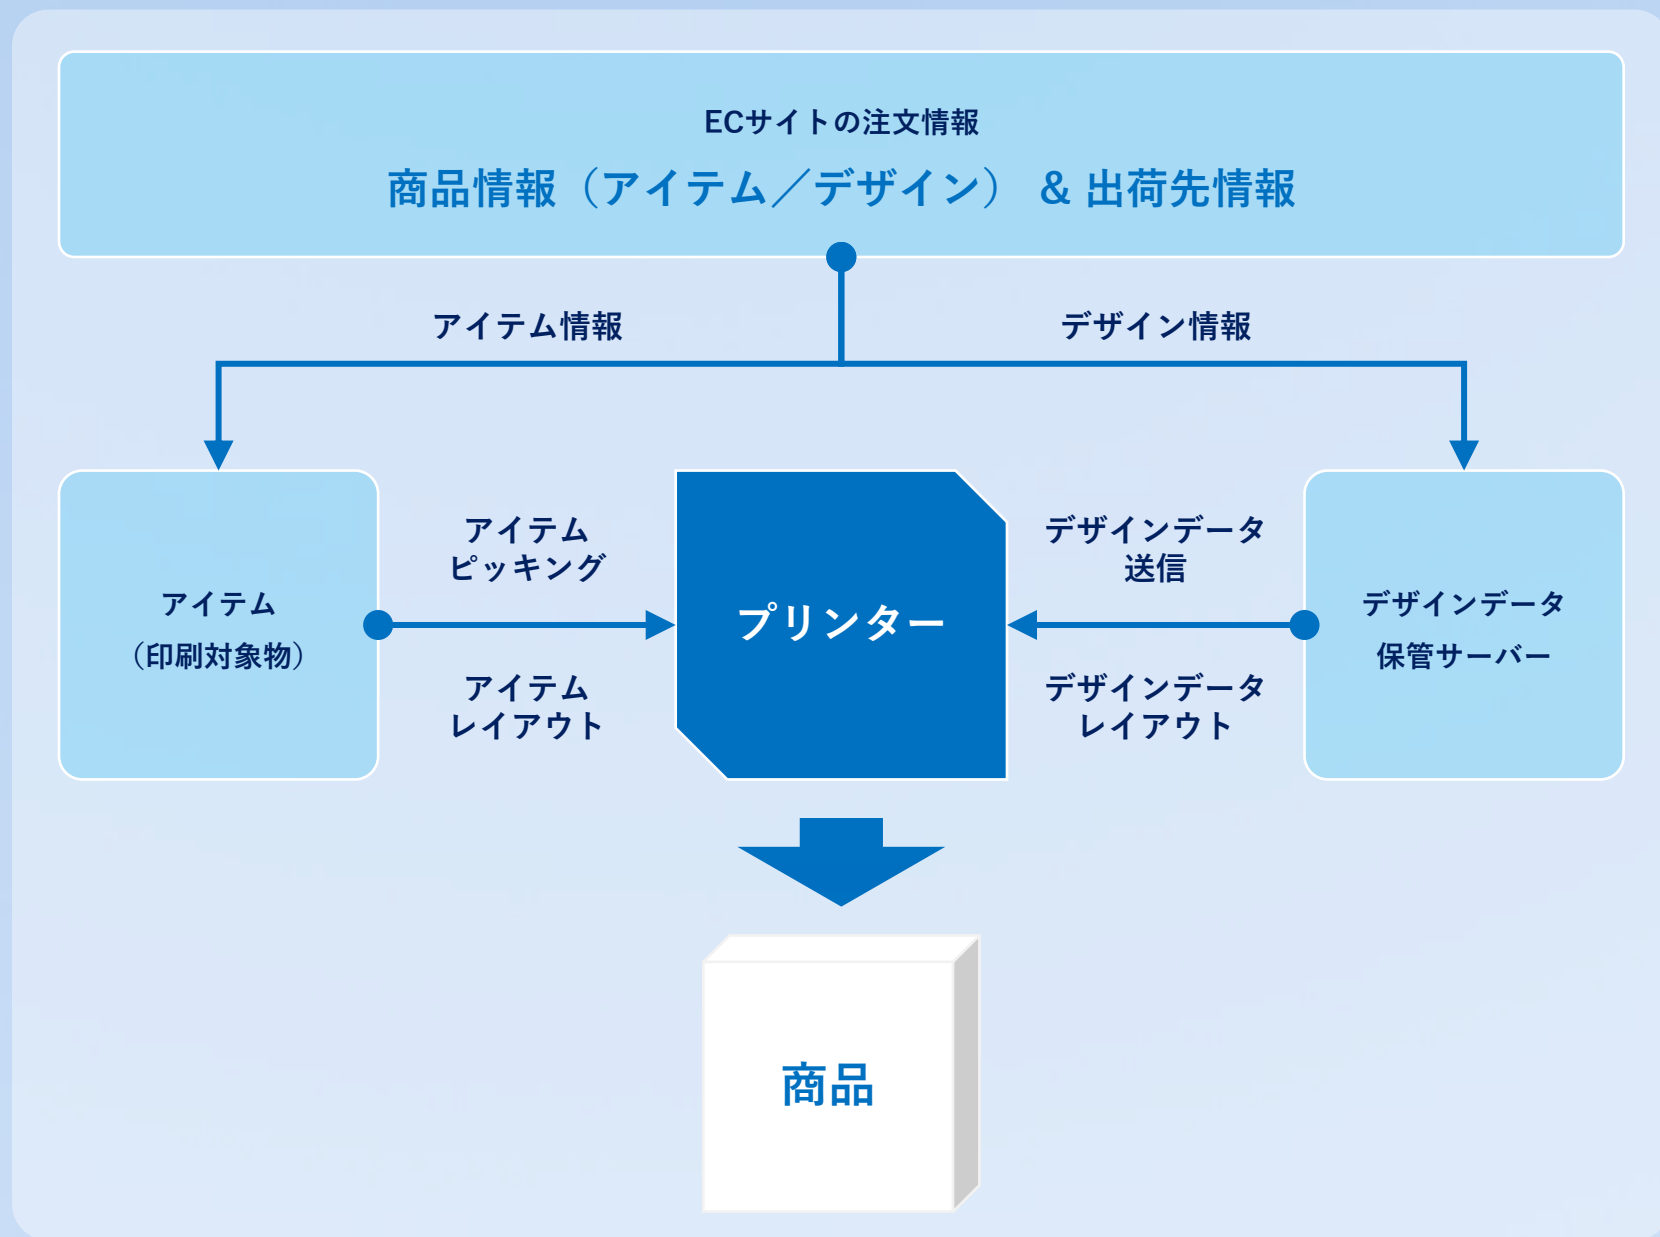 ECサイトの注文情報
商品情報（アイテム／デザイン） & 出荷先情報
アイテム情報
デザイン情報
アイテム
（印刷対象物）
アイテム
ピッキング
アイテム
レイアウト
プリンター
デザインデータ
送信
デザインデータ
レイアウト
デザインデータ
保管サーバー
商品